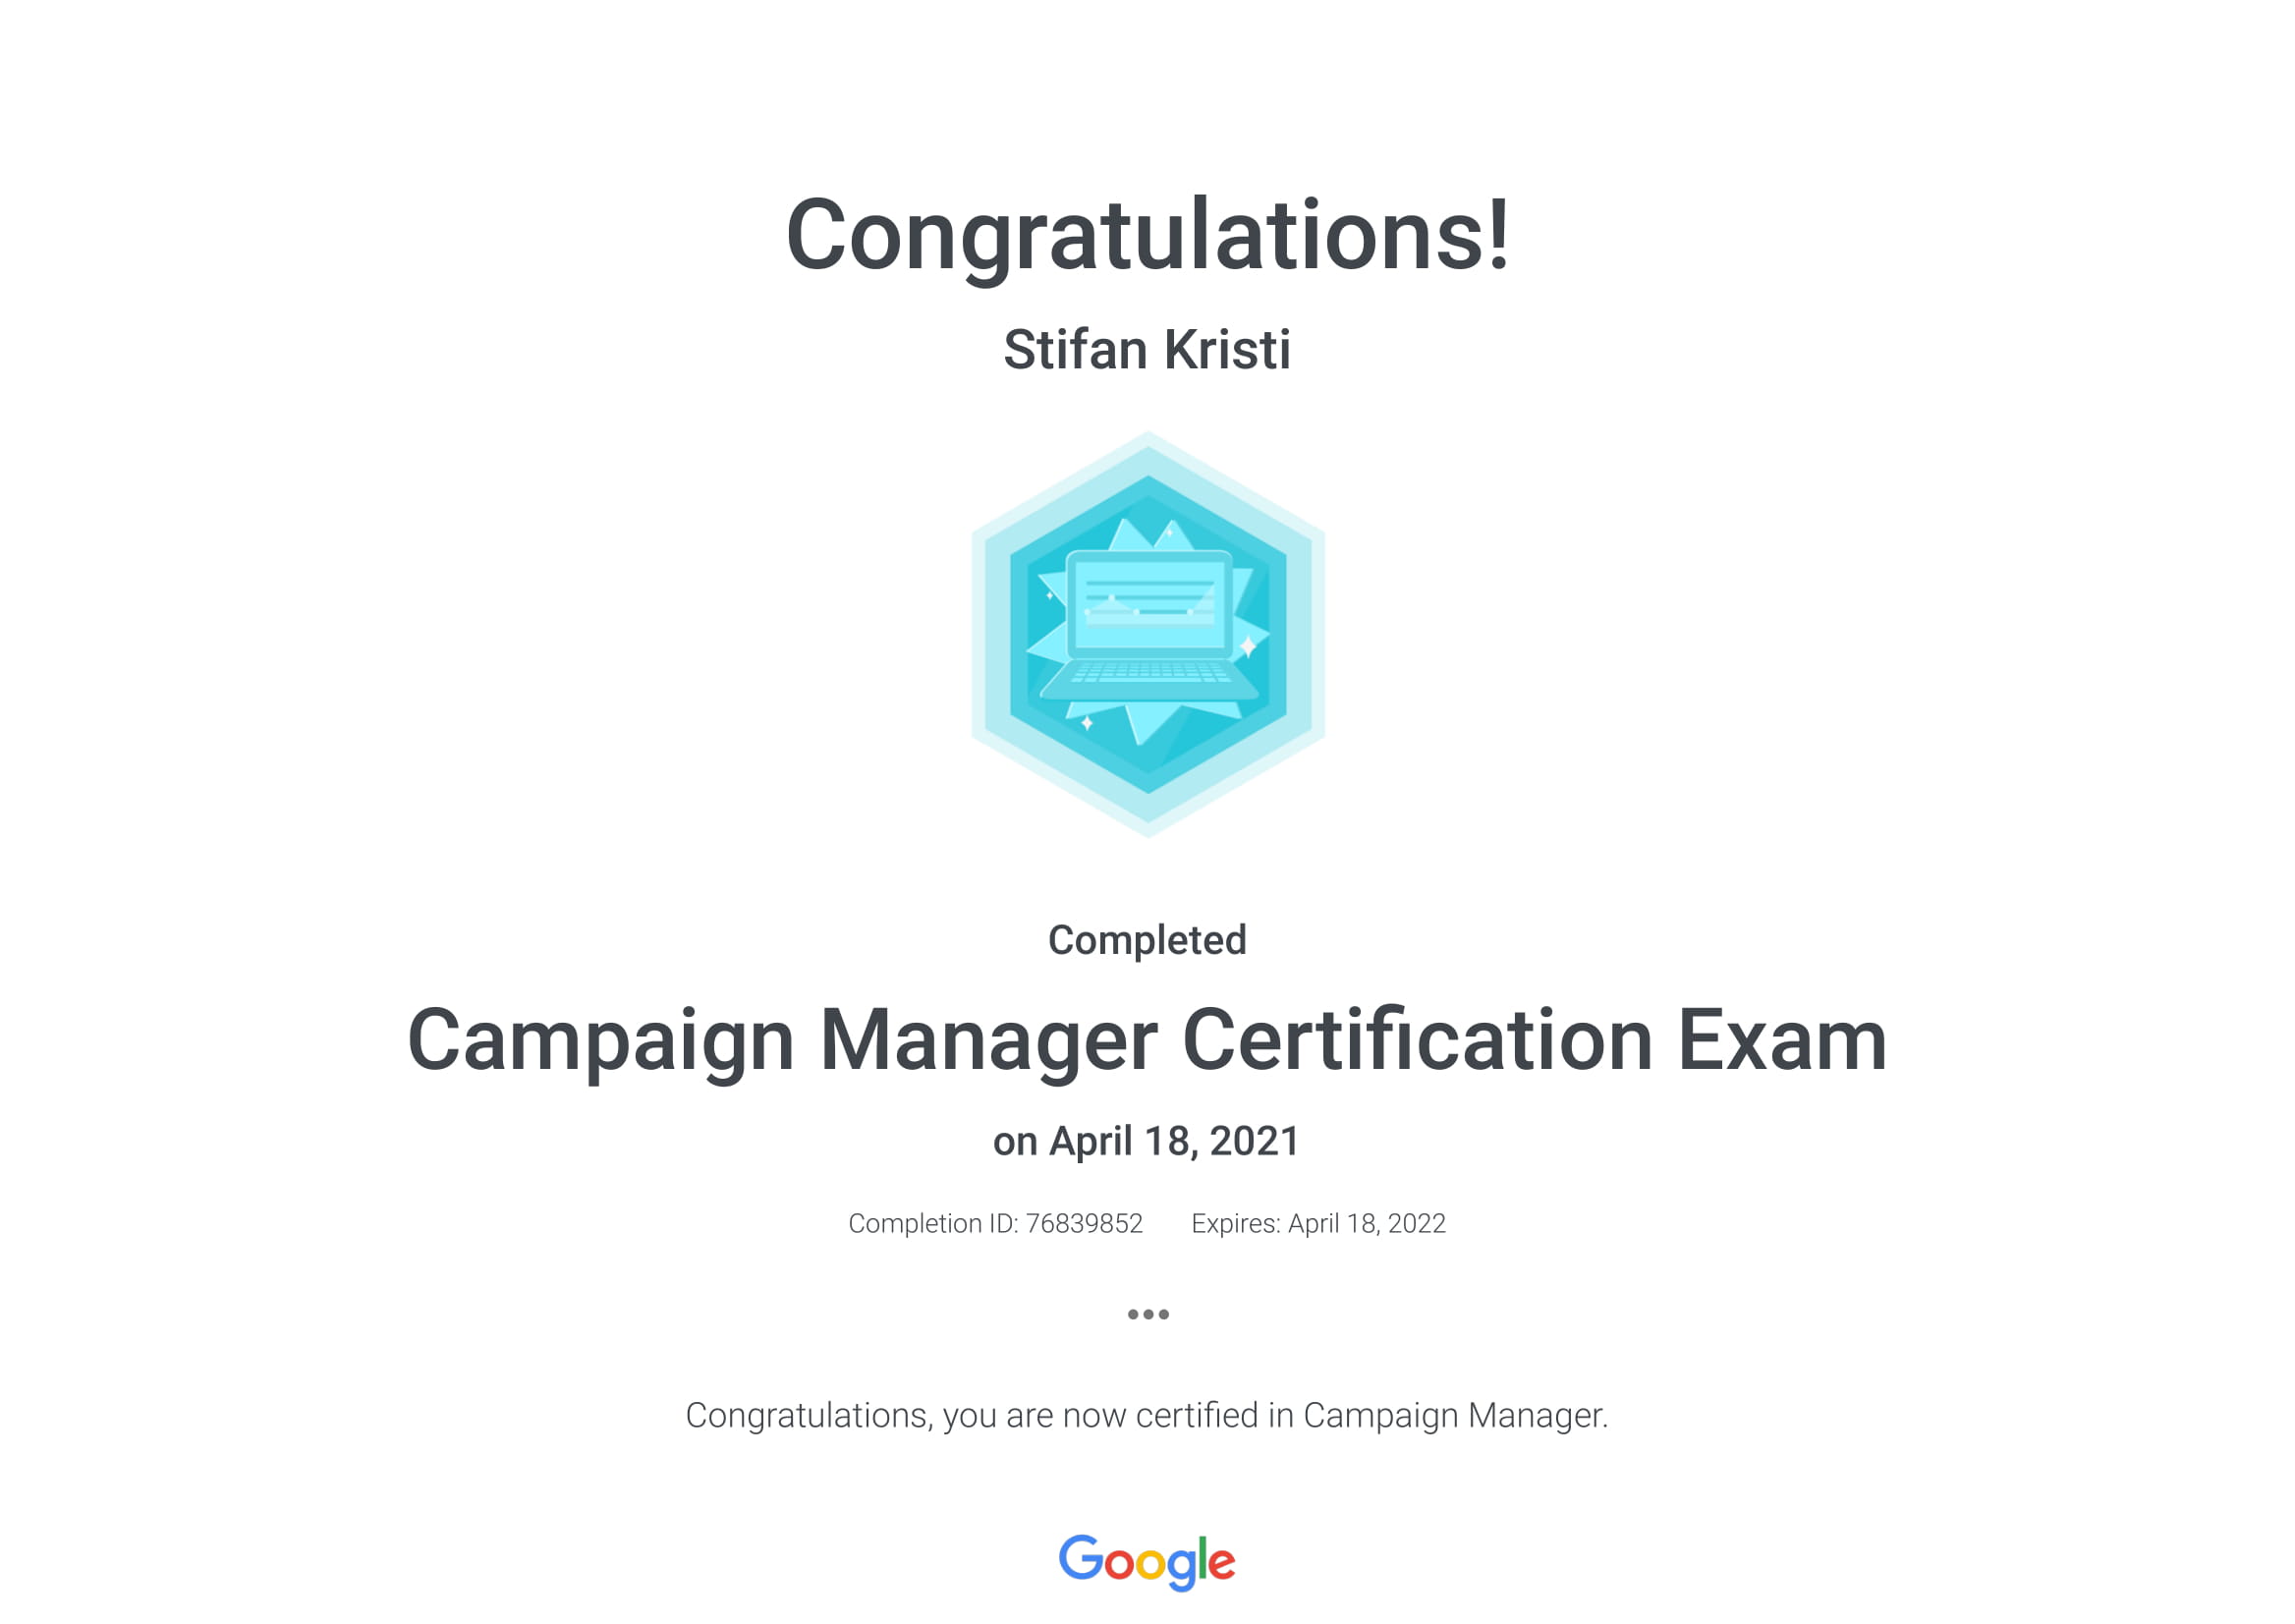 Congratulations!
Stifan Kristi
Completed
Campaign Manager Certification Exam
on April 18, 2021
Completion ID: 76839852 Expires: April 18, 2022
Congratulations, you are now certified in Campaign Manager.
Google